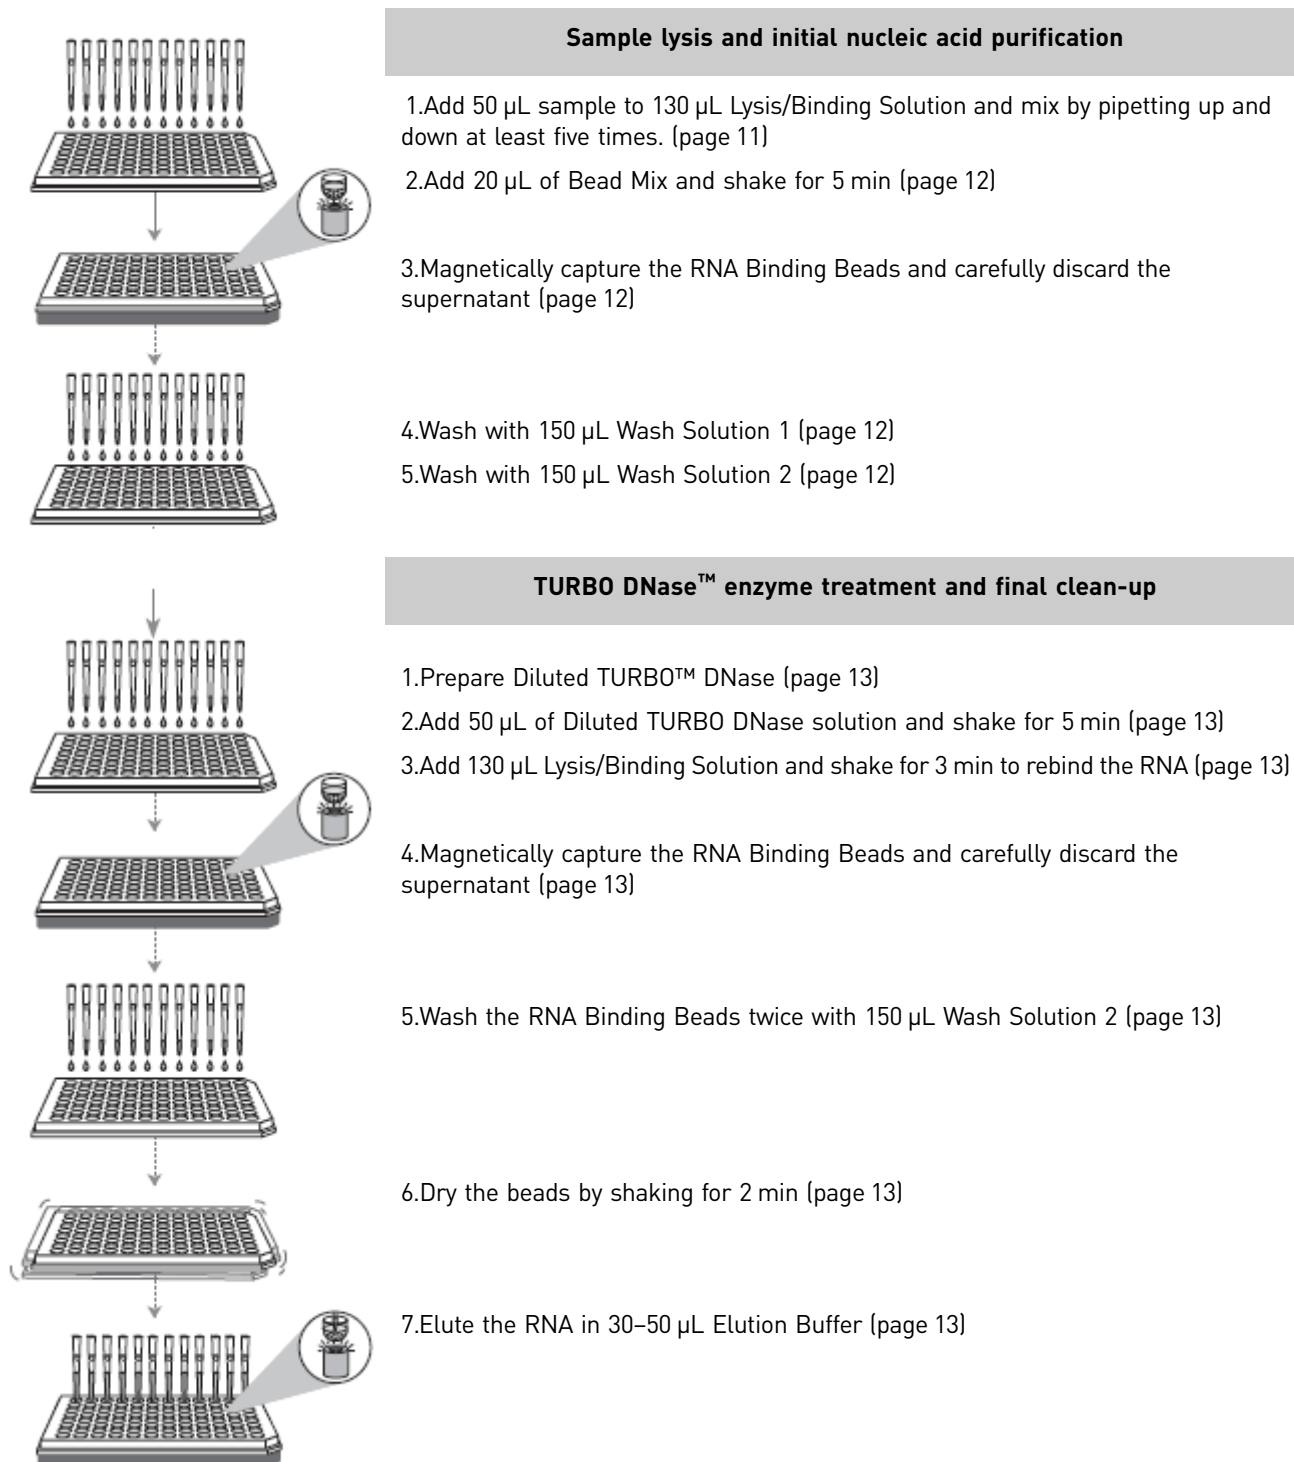 Sample lysis and initial nucleic acid purification
1.Add 50 µL sample to 130 µL Lysis/Binding Solution and mix by pipetting up and
down at least five times. (page 11)
2.Add 20 µL of Bead Mix and shake for 5 min (page 12)
3.Magnetically capture the RNA Binding Beads and carefully discard the
supernatant (page 12)
4.Wash with 150 µL Wash Solution 1 (page 12)
5.Wash with 150 µL Wash Solution 2 (page 12)
TURBO DNase™ enzyme treatment and final clean-up
1.Prepare Diluted TURBO™ DNase (page 13)
2.Add 50 µL of Diluted TURBO DNase solution and shake for 5 min (page 13)
3.Add 130 µL Lysis/Binding Solution and shake for 3 min to rebind the RNA (page 13)
4.Magnetically capture the RNA Binding Beads and carefully discard the
supernatant (page 13)
5.Wash the RNA Binding Beads twice with 150 µL Wash Solution 2 (page 13)
6.Dry the beads by shaking for 2 min (page 13)
7.Elute the RNA in 30–50 µL Elution Buffer (page 13)